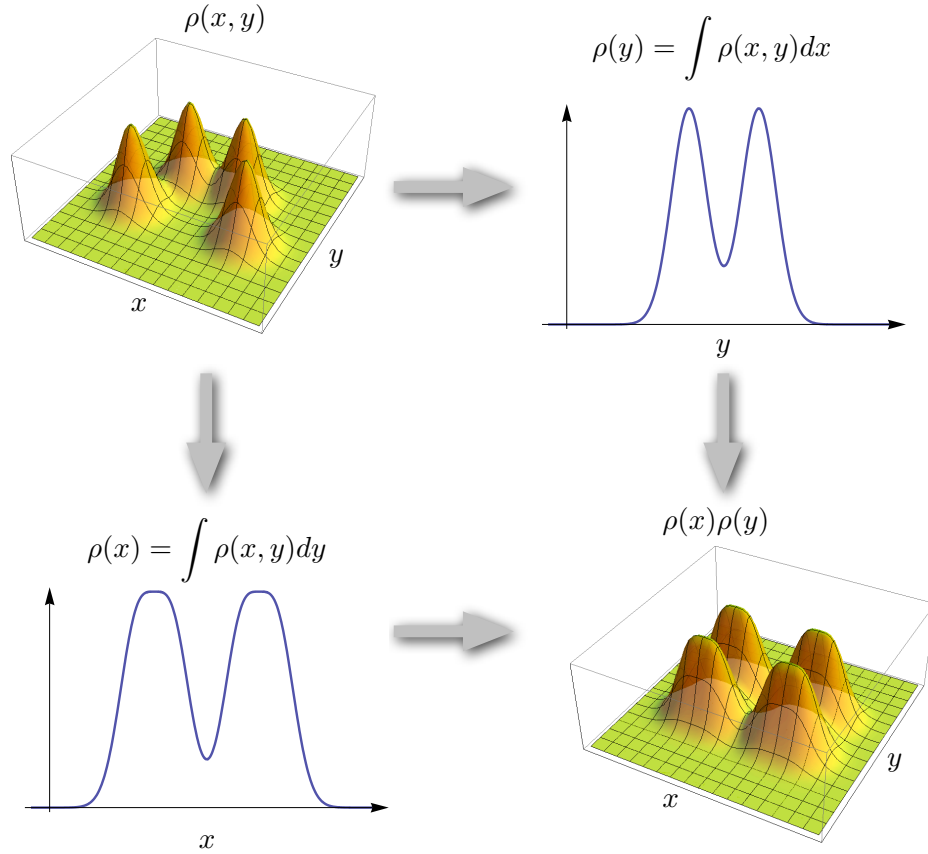 ρ(x, y)
ρ(y) = ∫ ρ(x, y)dx
y
x
y
ρ(x) = ∫ ρ(x, y)dy
ρ(x)ρ(y)
x
y
x